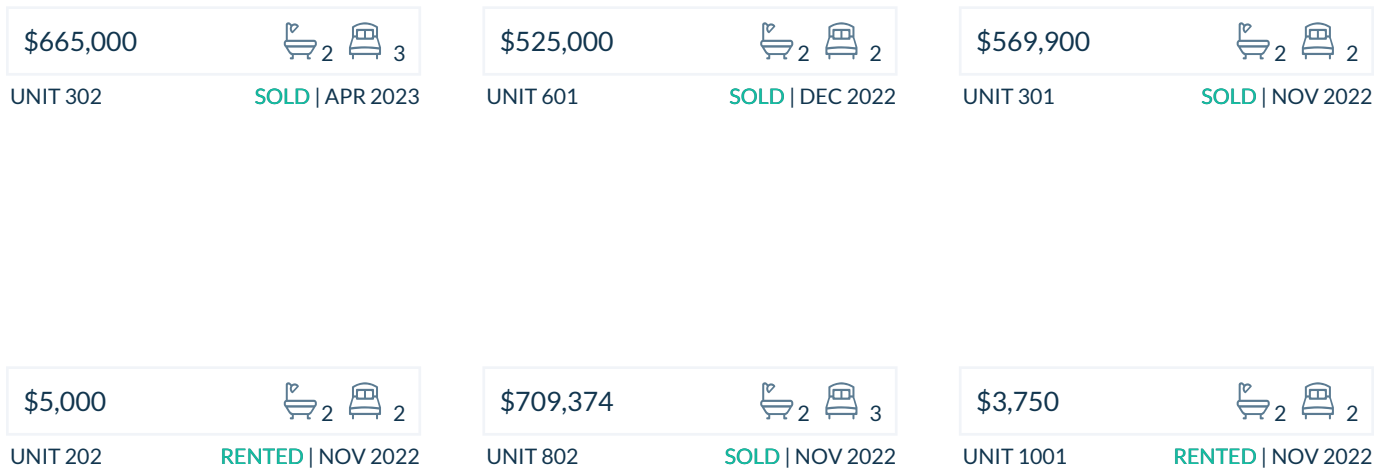 $665,000 2 3
UNIT 302 SOLD | APR 2023
$525,000 2 2
UNIT 601 SOLD | DEC 2022
$569,900 2 2
UNIT 301 SOLD | NOV 2022
$5,000 2 2
UNIT 202 RENTED | NOV 2022
$709,374 2 3
UNIT 802 SOLD | NOV 2022
$3,750 2 2
UNIT 1001 RENTED | NOV 2022